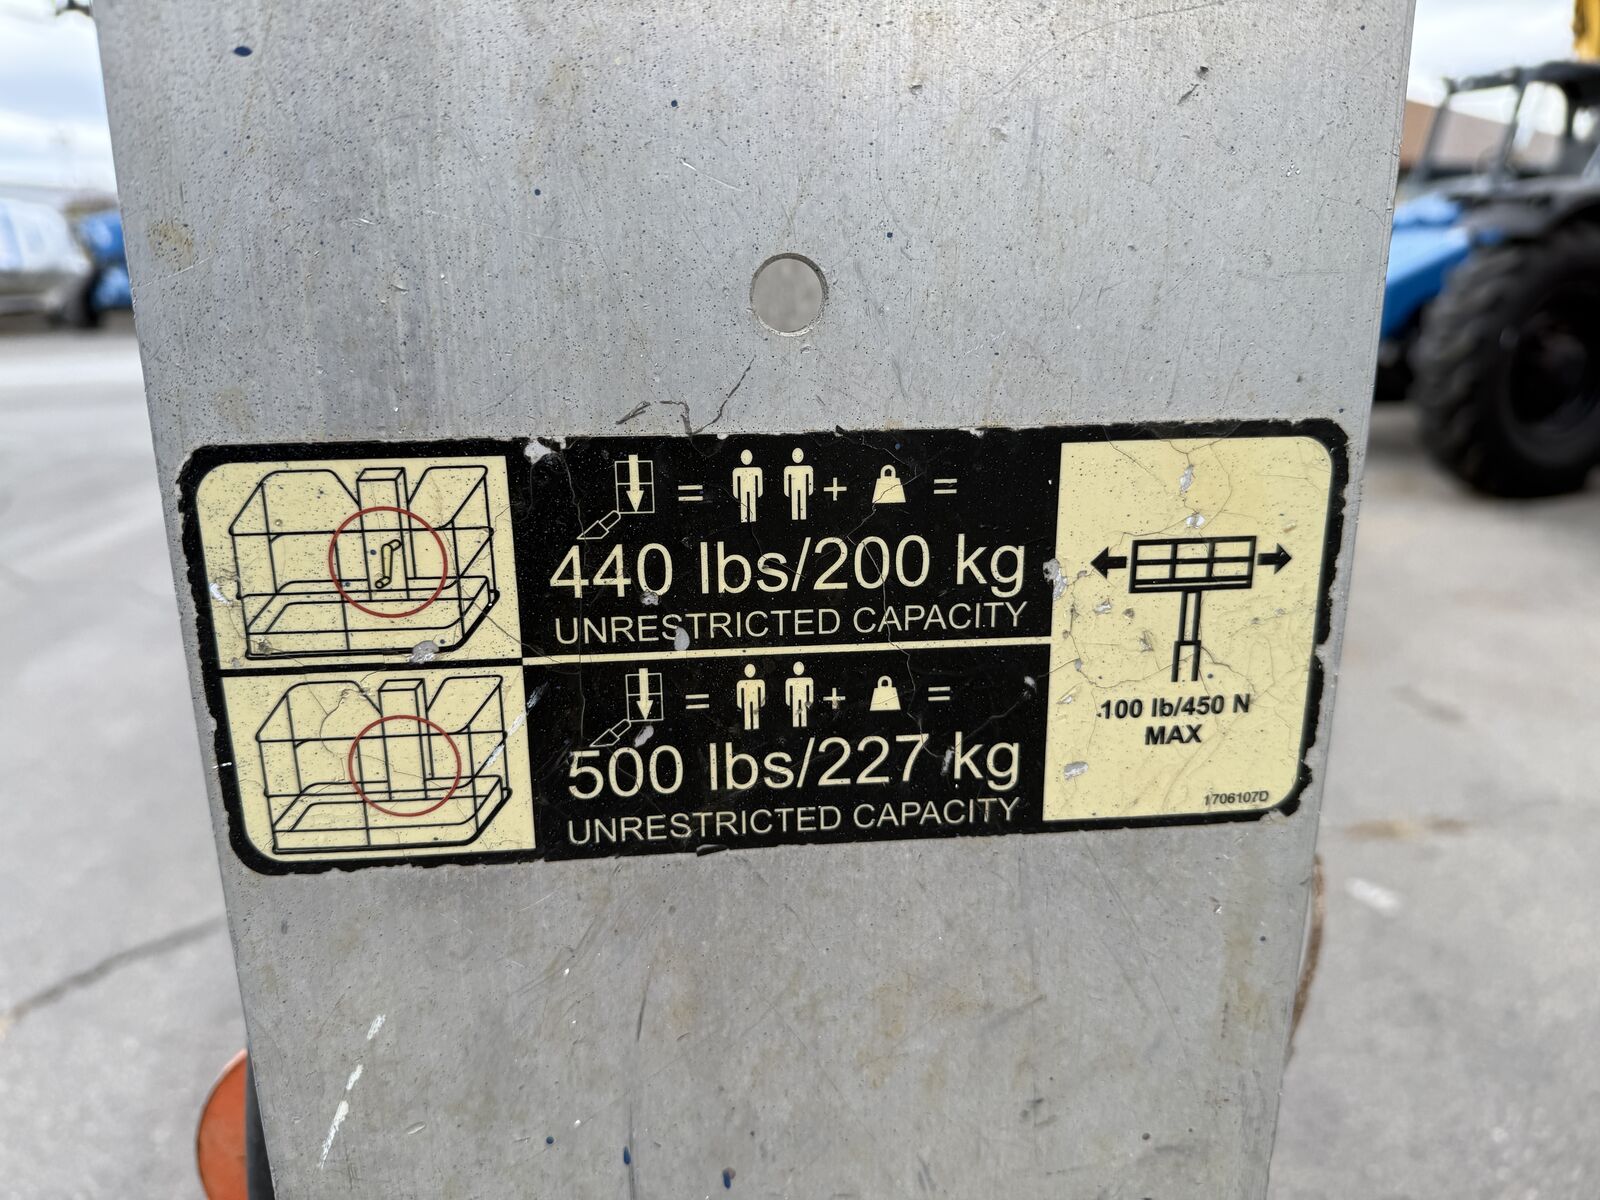 = + =
440 lbs/200 kg
UNRESTRICTED CAPACITY
= + =
500 lbs/227 kg
UNRESTRICTED CAPACITY
100 lb/450 N
MAX
1706107D